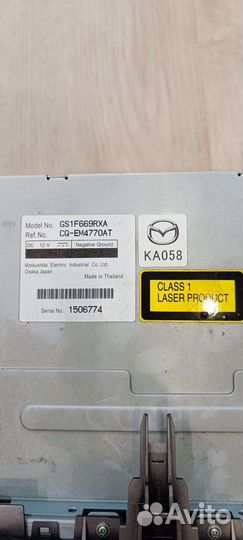 OPEN
Model No. GS1F669RXA
Ref No. CQ-EM4770AT
DC 12 V Negative Ground
Matsushita Electric Industrial Co.,Ltd.
Osaka Japan
Made in Thailand
Serial No. 1506774
KA058
CLASS 1
LASER PRODUCT
Avito